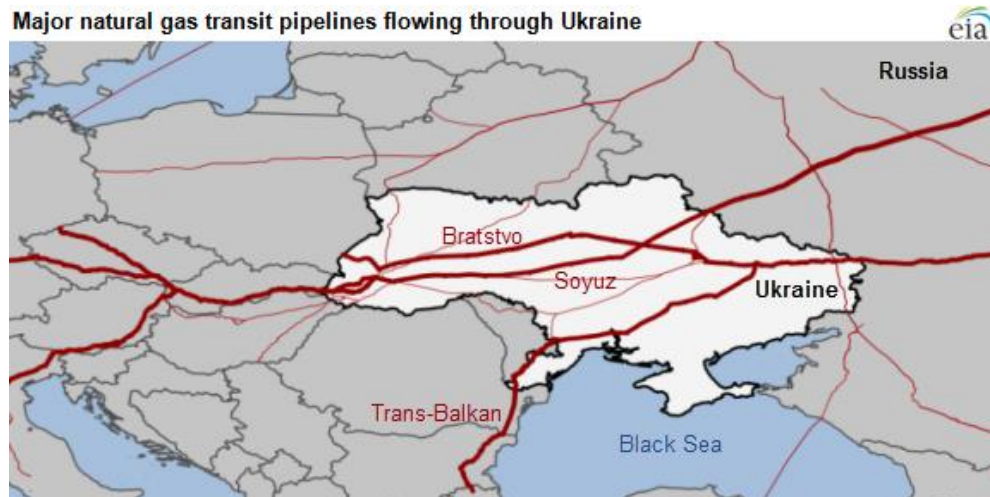 Major natural gas transit pipelines flowing through Ukraine
eia
Russia
Bratstvo
Soyuz
Ukraine
Trans-Balkan
Black Sea